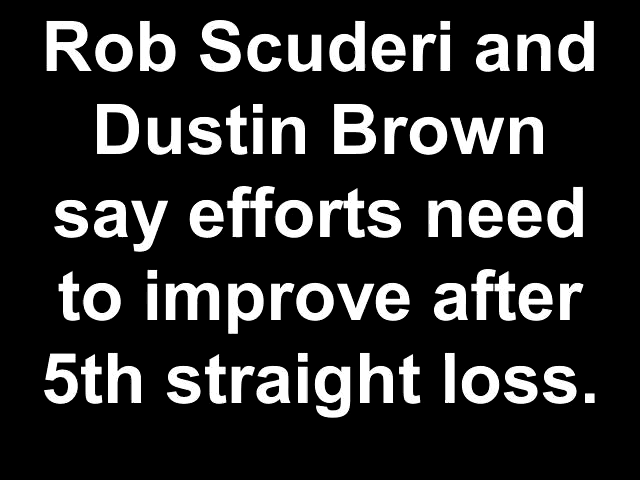 Rob Scuderi and
Dustin Brown
say efforts need
to improve after
5th straight loss.